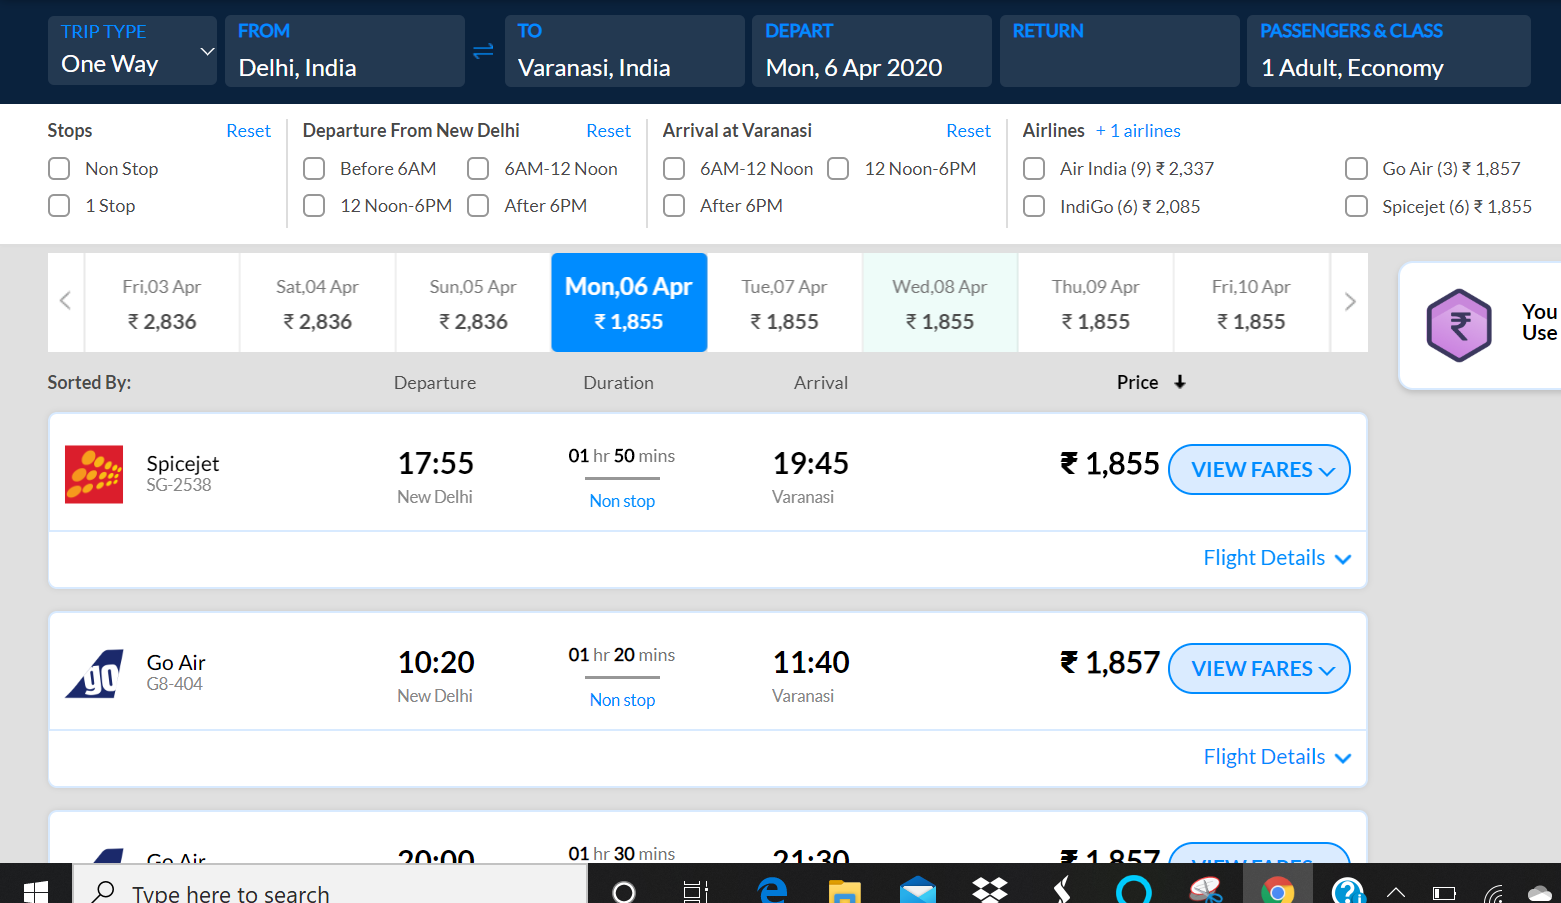 TRIP TYPE
One Way
FROM
Delhi, India
TO
Varanasi, India
DEPART
Mon, 6 Apr 2020
RETURN
PASSENGERS & CLASS
1 Adult, Economy
Stops Reset
Non Stop
1 Stop
Departure From New Delhi Reset
Before 6AM 6AM-12 Noon
12 Noon-6PM After 6PM
Arrival at Varanasi Reset
6AM-12 Noon 12 Noon-6PM
After 6PM
Airlines + 1 airlines
Air India (9) ₹ 2,337 Go Air (3) ₹ 1,857
IndiGo (6) ₹ 2,085 Spicejet (6) ₹ 1,855
Fri,03 Apr
₹ 2,836
Sat,04 Apr
₹ 2,836
Sun,05 Apr
₹ 2,836
Mon,06 Apr
₹ 1,855
Tue,07 Apr
₹ 1,855
Wed,08 Apr
₹ 1,855
Thu,09 Apr
₹ 1,855
Fri,10 Apr
₹ 1,855
₹
You
Use
Sorted By: Departure Duration Arrival Price
Spicejet
SG-2538
17:55
New Delhi
01 hr 50 mins
Non stop
19:45
Varanasi
₹ 1,855
VIEW FARES
Flight Details
go
Go Air
G8-404
10:20
New Delhi
01 hr 20 mins
Non stop
11:40
Varanasi
₹ 1,857
VIEW FARES
Flight Details
Go Air
20:00
01 hr 30 mins
21:30
₹ 1,857
VIEW FARES
Type here to search